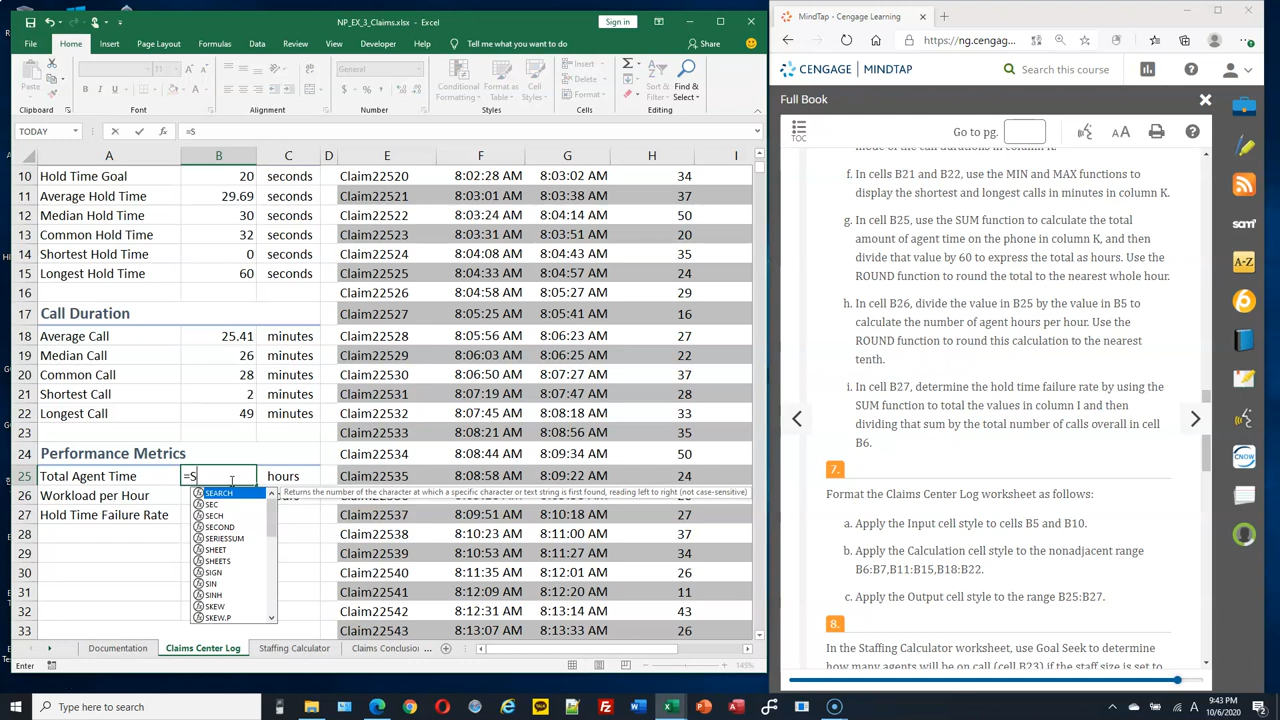 NP_EX_3_Claims.xlsx - Excel
Sign in
File Home Insert Page Layout Formulas Data Review View Developer Help Tell me what you want to do Share
Paste
General
Conditional Formatting
Format as Table
Cell Styles
Insert
Delete
Format
Sort & Filter
Find & Select
Clipboard Font Alignment Number Styles Cells Editing
TODAY =S
A B C D E F G H I
10 Hold Time Goal 20 seconds Claim22520 8:02:28 AM 8:03:02 AM 34
11 Average Hold Time 29.69 seconds Claim22521 8:03:01 AM 8:03:38 AM 37
12 Median Hold Time 30 seconds Claim22522 8:03:24 AM 8:04:14 AM 50
13 Common Hold Time 32 seconds Claim22523 8:03:31 AM 8:03:51 AM 20
14 Shortest Hold Time 0 seconds Claim22524 8:04:08 AM 8:04:43 AM 35
15 Longest Hold Time 60 seconds Claim22525 8:04:33 AM 8:04:57 AM 24
16 Claim22526 8:04:58 AM 8:05:27 AM 29
17 Call Duration Claim22527 8:05:25 AM 8:05:41 AM 16
18 Average Call 25.41 minutes Claim22528 8:05:56 AM 8:06:23 AM 27
19 Median Call 26 minutes Claim22529 8:06:03 AM 8:06:25 AM 22
20 Common Call 28 minutes Claim22530 8:06:50 AM 8:07:27 AM 37
21 Shortest Call 2 minutes Claim22531 8:07:19 AM 8:07:47 AM 28
22 Longest Call 49 minutes Claim22532 8:07:45 AM 8:08:18 AM 33
23 Claim22533 8:08:21 AM 8:08:56 AM 35
24 Performance Metrics Claim22534 8:08:44 AM 8:09:34 AM 50
25 Total Agent Time =S hours Claim22535 8:08:58 AM 8:09:22 AM 24
26 Workload per Hour
SEARCH Returns the number of the character at which a specific character or text string is first found, reading left to right (not case-sensitive)
SEC
27 Hold Time Failure Rate Claim22537 8:09:51 AM 8:10:18 AM 27
SECH
SECOND
28 Claim22538 8:10:23 AM 8:11:00 AM 37
SERIESSUM
29 SHEET Claim22539 8:10:53 AM 8:11:27 AM 34
SHEETS
30 SIGN Claim22540 8:11:35 AM 8:12:01 AM 26
SIN
31 SINH Claim22541 8:12:09 AM 8:12:20 AM 11
SKEW
32 SKEW.P Claim22542 8:12:31 AM 8:13:14 AM 43
33 Claim22543 8:13:07 AM 8:13:33 AM 26
Documentation Claims Center Log Staffing Calculator Claims Conclusion ...
Enter 145%
MindTap - Cengage Learning
https://ng.cengag...
CENGAGE MINDTAP
Search this course
Full Book
TOC
Go to pg.
AA
mode of the call durations in column K.
f. In cells B21 and B22, use the MIN and MAX functions to
display the shortest and longest calls in minutes in column K.
g. In cell B25, use the SUM function to calculate the total
amount of agent time on the phone in column K, and then
divide that value by 60 to express the total as hours. Use the
ROUND function to round the total to the nearest whole hour.
h. In cell B26, divide the value in B25 by the value in B5 to
calculate the number of agent hours per hour. Use the
ROUND function to round this calculation to the nearest
tenth.
i. In cell B27, determine the hold time failure rate by using the
SUM function to total the values in column I and then
dividing that sum by the total number of calls overall in cell
B6.
7.
Format the Claims Center Log worksheet as follows:
a. Apply the Input cell style to cells B5 and B10.
b. Apply the Calculation cell style to the nonadjacent range
B6:B7,B11:B15,B18:B22.
c. Apply the Output cell style to the range B25:B27.
8.
In the Staffing Calculator worksheet, use Goal Seek to determine
how many agents will be on call (cell B23) if the staff size is set to
sam
A-Z
CNOW
Type here to search
9:43 PM
10/6/2020